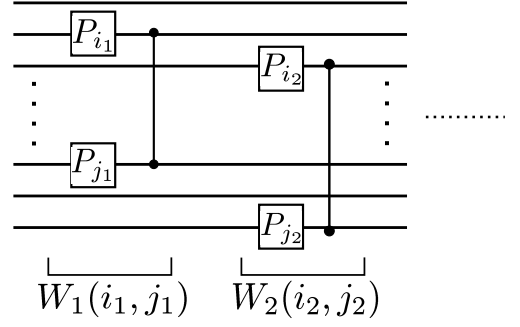 P_{i_1}
P_{i_2}
P_{j_1}
P_{j_2}
W_1(i_1, j_1) W_2(i_2, j_2)